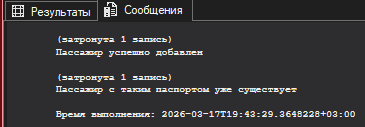 Результаты Сообщения
(затронута 1 запись)
Пассажир успешно добавлен
(затронута 1 запись)
Пассажир с таким паспортом уже существует
Время выполнения: 2026-03-17T19:43:29.3648228+03:00